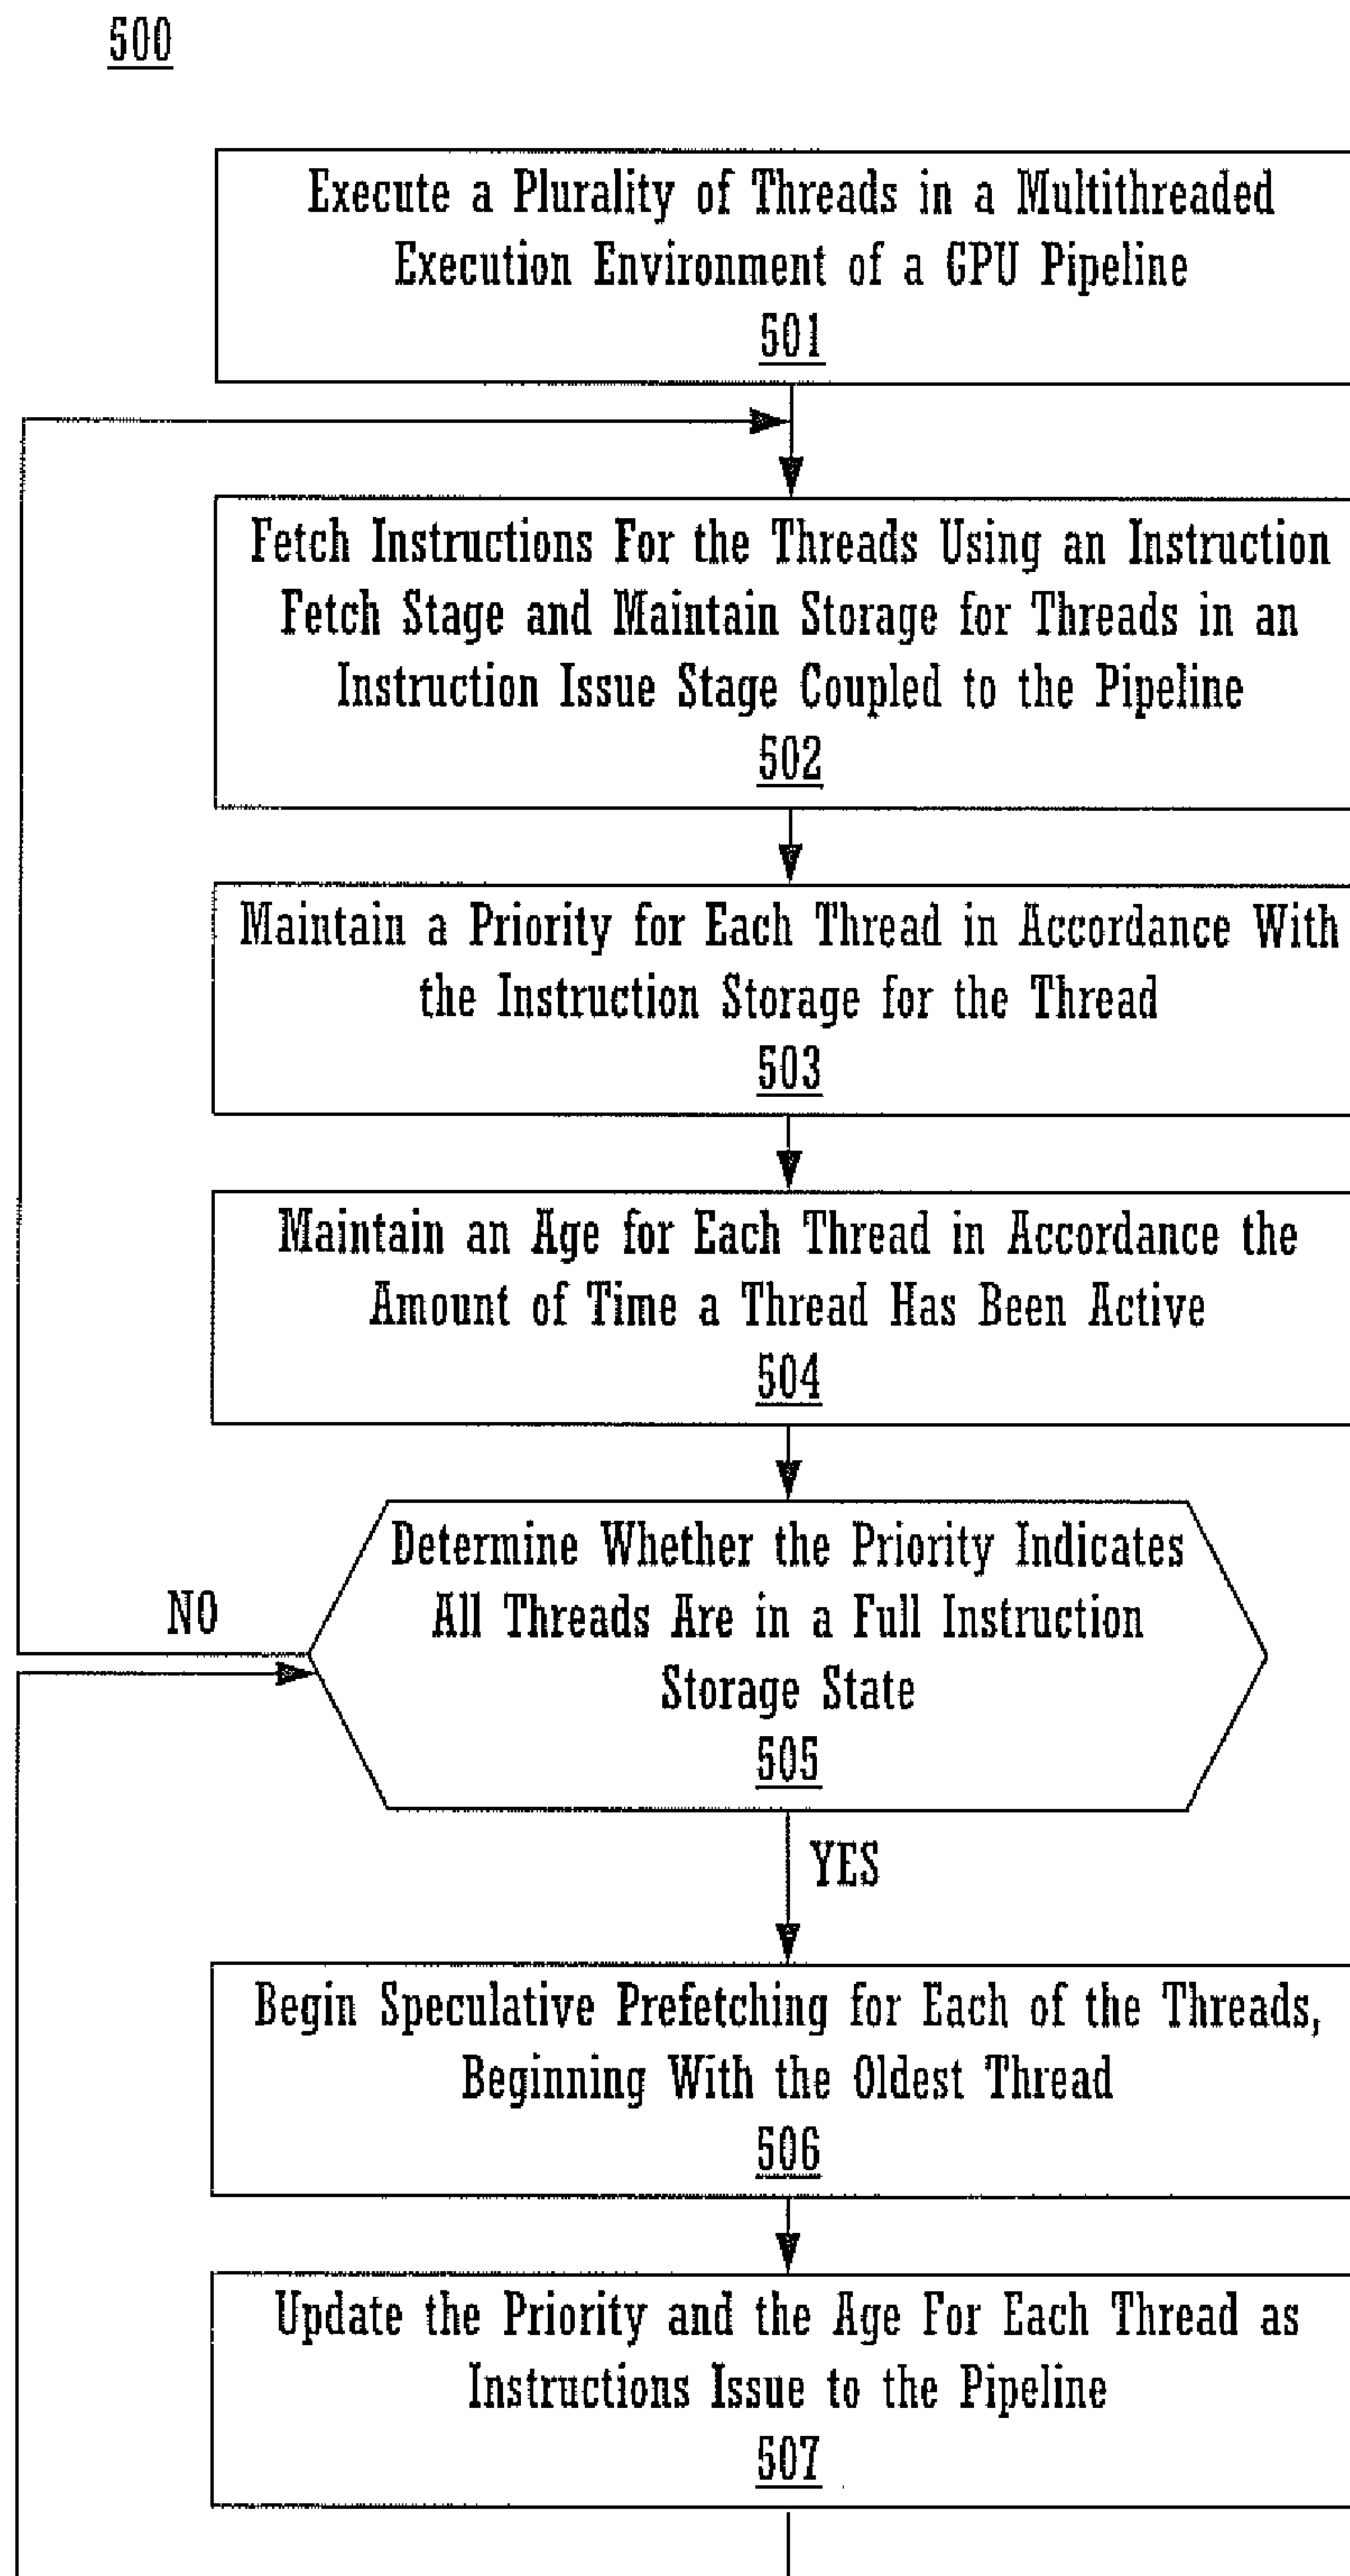 500
Execute a Plurality of Threads in a Multithreaded
Execution Environment of a GPU Pipeline
501
Fetch Instructions For the Threads Using an Instruction
Fetch Stage and Maintain Storage for Threads in an
Instruction Issue Stage Coupled to the Pipeline
502
Maintain a Priority for Each Thread in Accordance With
the Instruction Storage for the Thread
503
Maintain an Age for Each Thread in Accordance the
Amount of Time a Thread Has Been Active
504
Determine Whether the Priority Indicates
All Threads Are in a Full Instruction
Storage State
505
NO
YES
Begin Speculative Prefetching for Each of the Threads,
Beginning With the Oldest Thread
506
Update the Priority and the Age For Each Thread as
Instructions Issue to the Pipeline
507